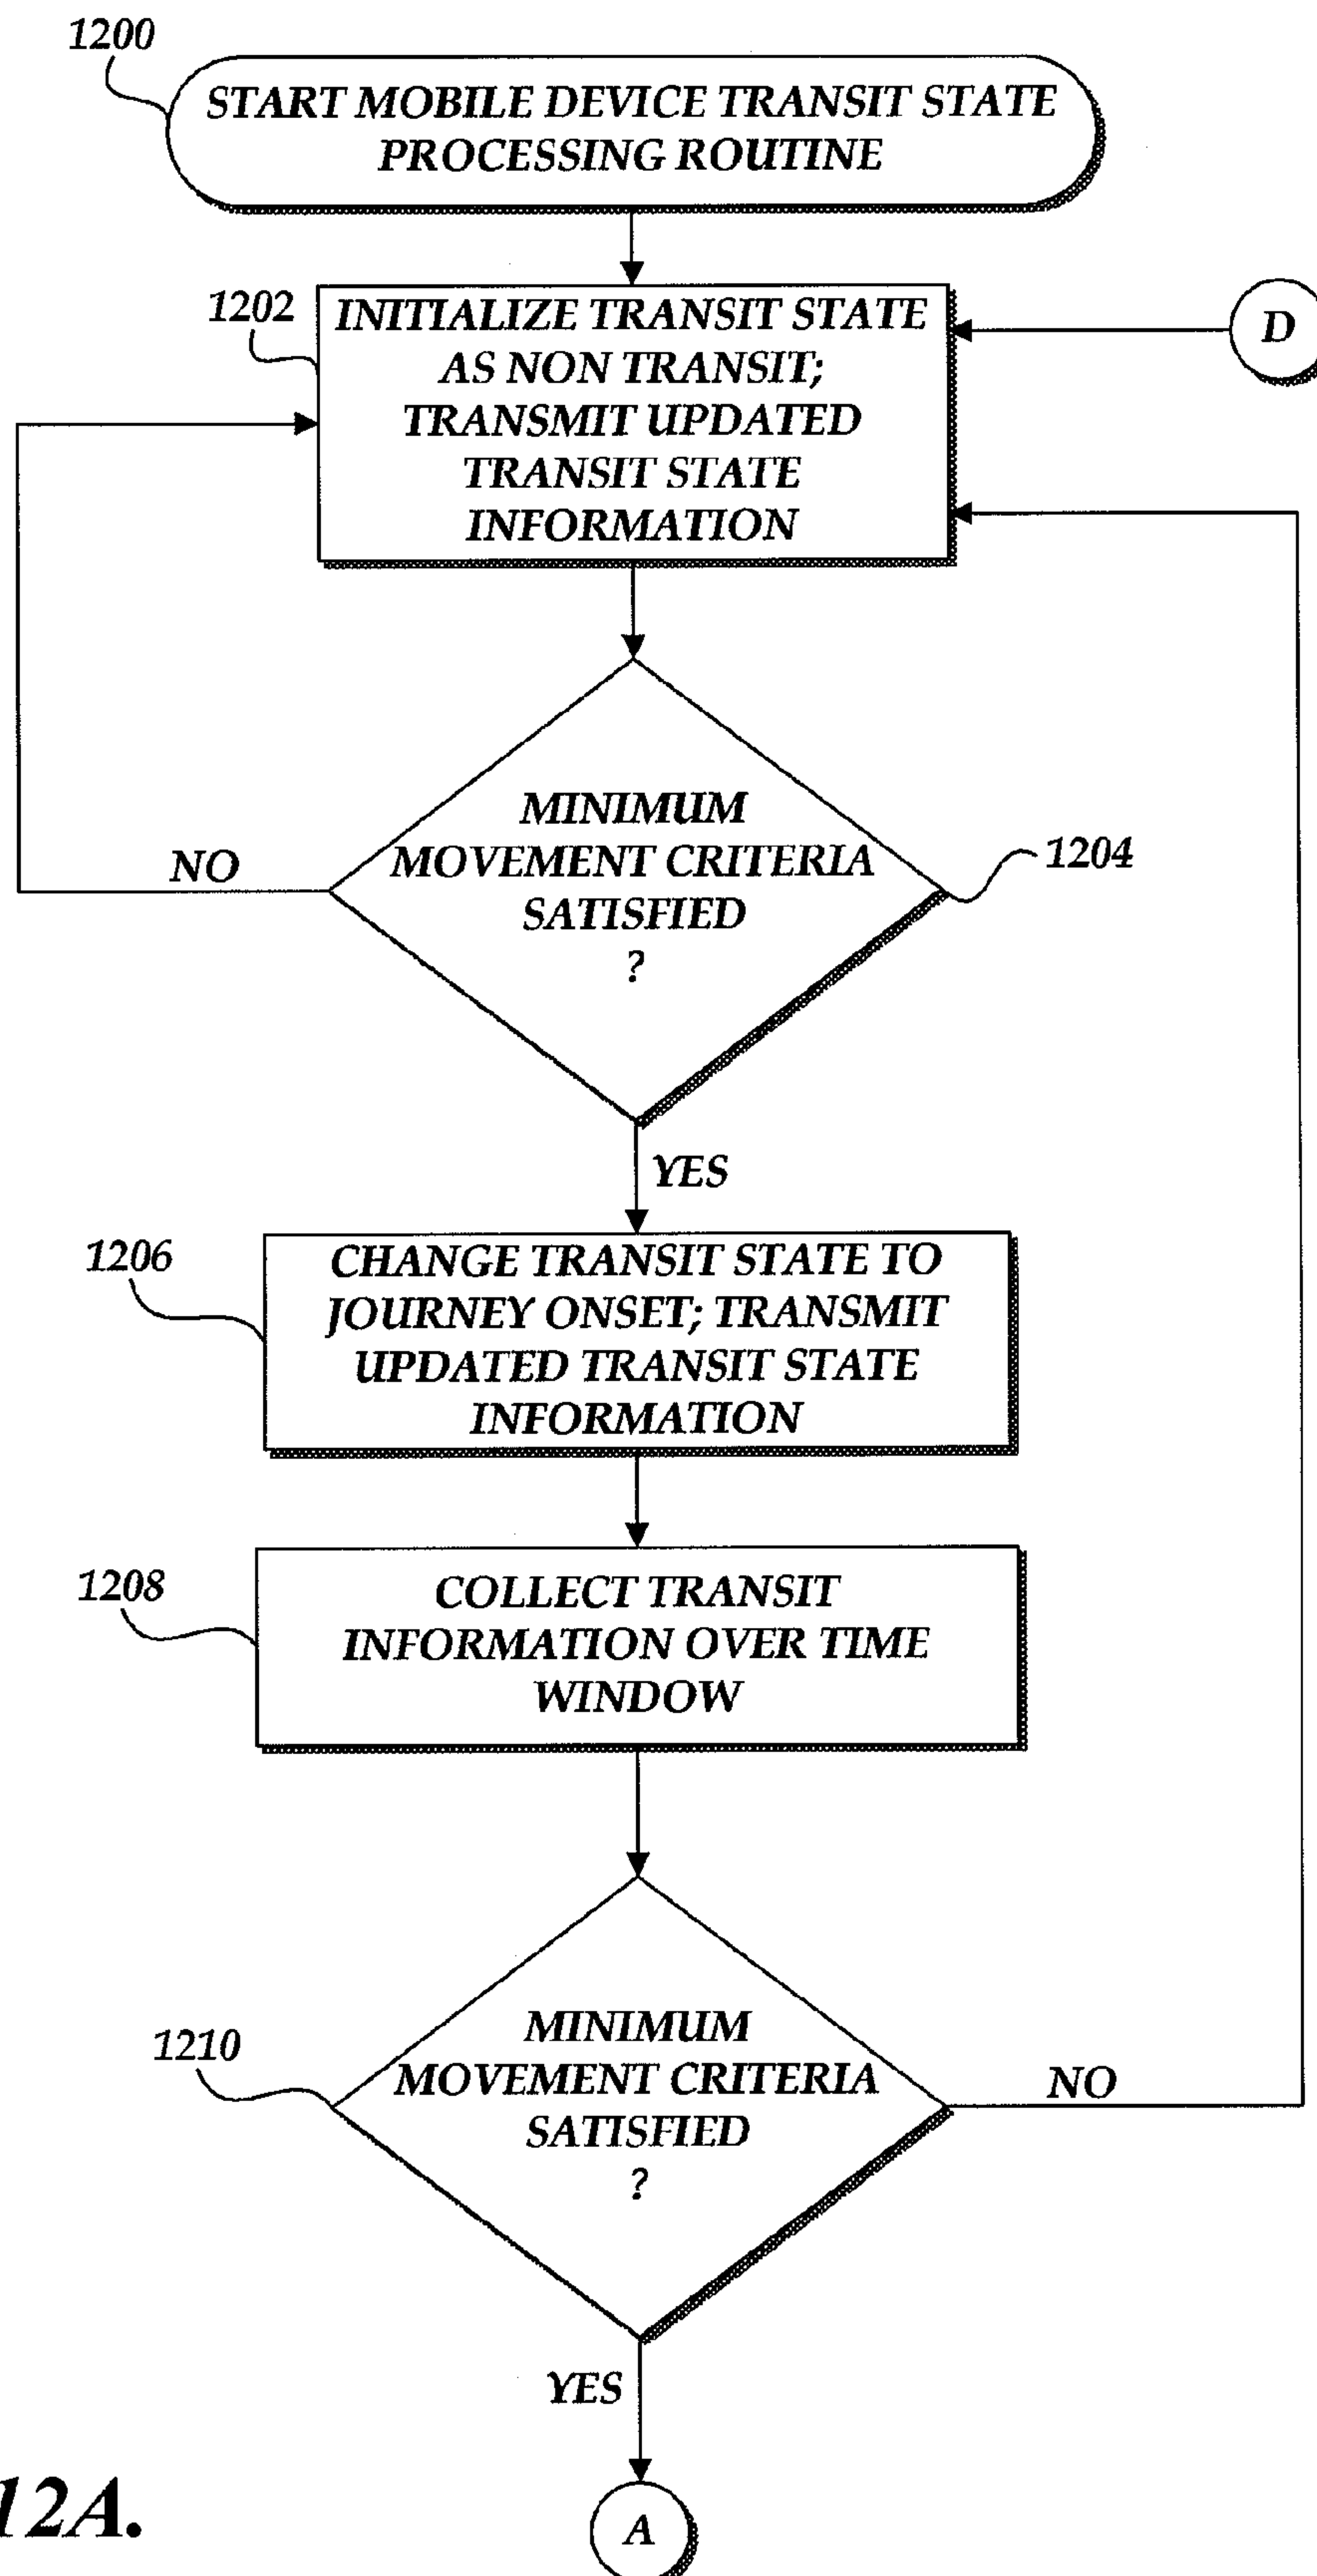 1200
START MOBILE DEVICE TRANSIT STATE
PROCESSING ROUTINE
1202
INITIALIZE TRANSIT STATE
AS NON TRANSIT;
TRANSMIT UPDATED
TRANSIT STATE
INFORMATION
D
MINIMUM
MOVEMENT CRITERIA
SATISFIED
?
1204
NO
YES
1206
CHANGE TRANSIT STATE TO
JOURNEY ONSET; TRANSMIT
UPDATED TRANSIT STATE
INFORMATION
1208
COLLECT TRANSIT
INFORMATION OVER TIME
WINDOW
1210
MINIMUM
MOVEMENT CRITERIA
SATISFIED
?
NO
YES
A
12A.